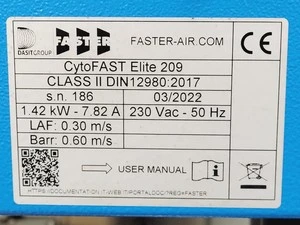 DASITGROUP
FASTER
FASTER-AIR.COM
CytoFAST Elite 209
CLASS II DIN12980:2017
s.n. 186 03/2022
1.42 kW - 7.82 A 230 Vac - 50 Hz
LAF: 0.30 m/s
Barr: 0.60 m/s
USER MANUAL